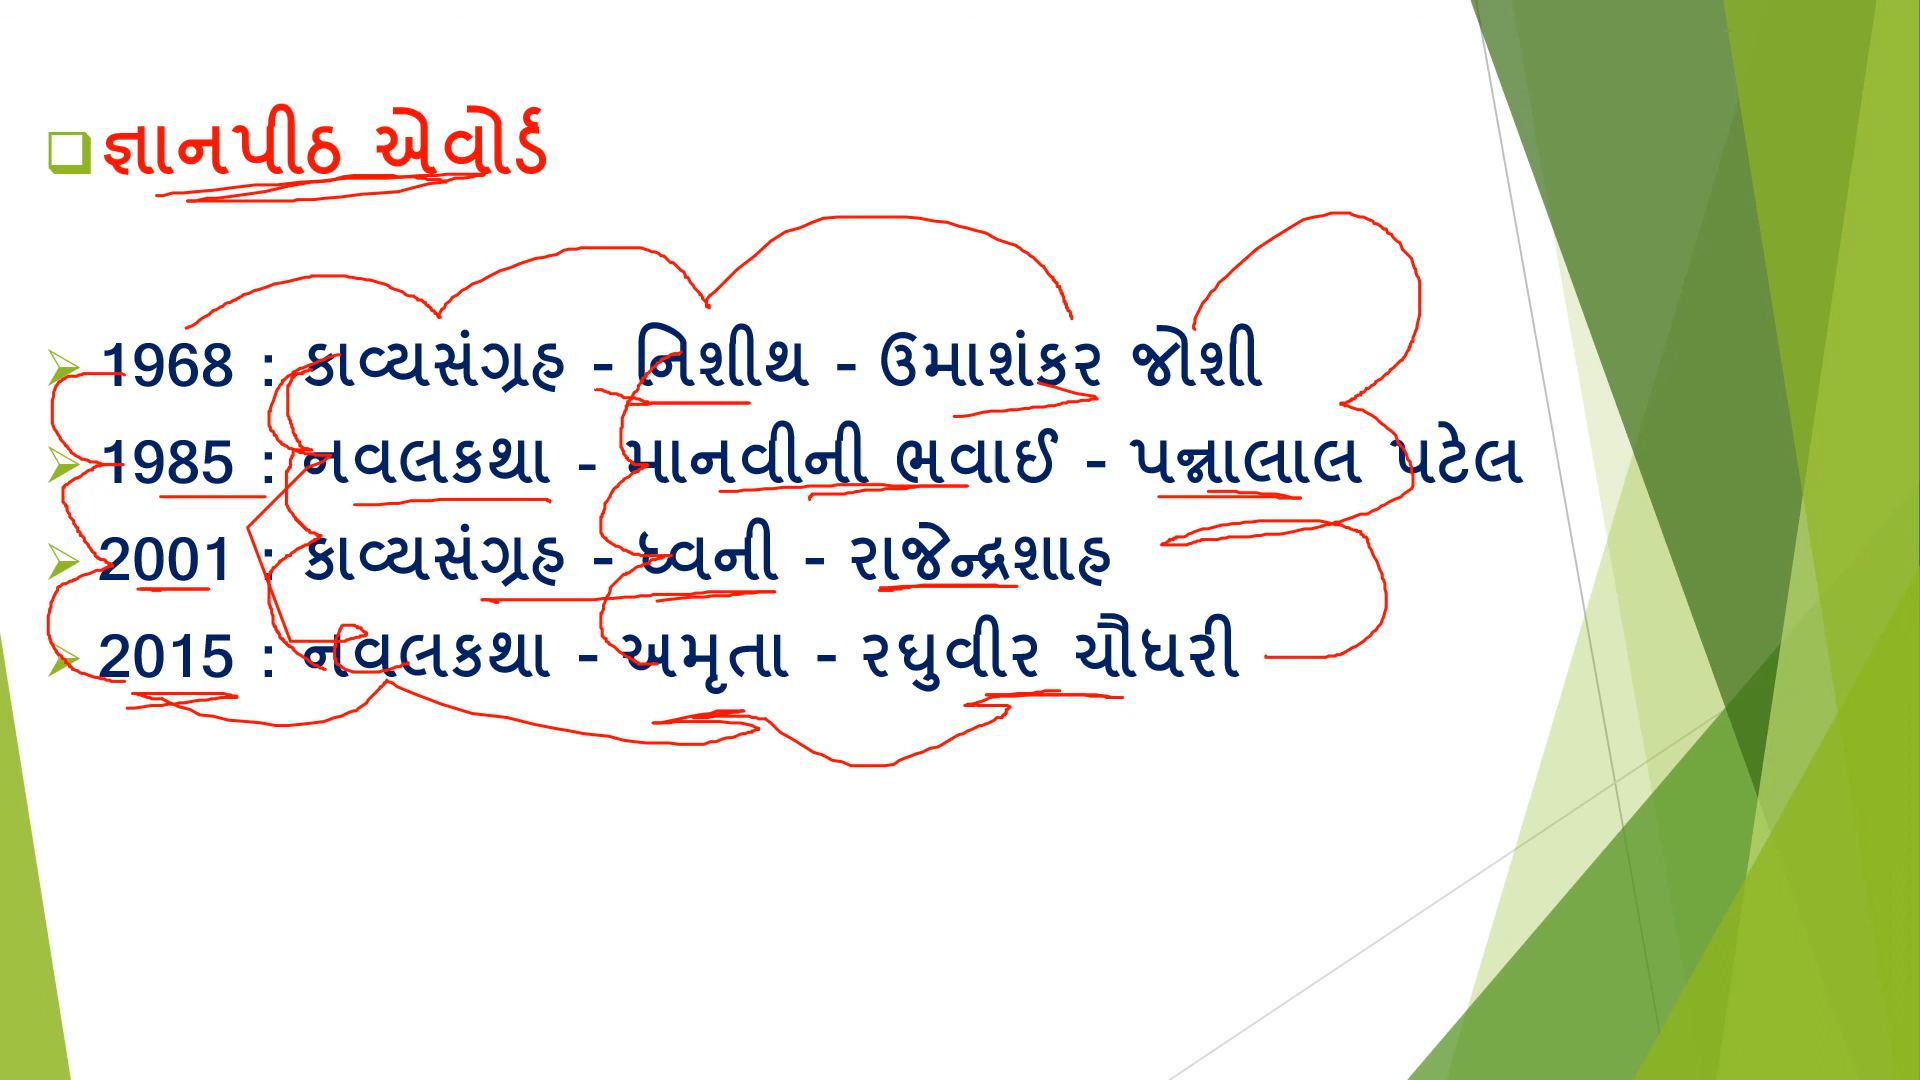 જ્ઞાનપીઠ એવોર્ડ
1968 : કાવ્યસંગ્રહ - નિશીથ - ઉમાશંકર જોશી
1985 : નવલકથા - માનવીની ભવાઈ - પન્નાલાલ પટેલ
2001 : કાવ્યસંગ્રહ - ધ્વની - રાજેન્દ્રશાહ
2015 : નવલકથા - અમૃતા - રઘુવીર ચૌધરી